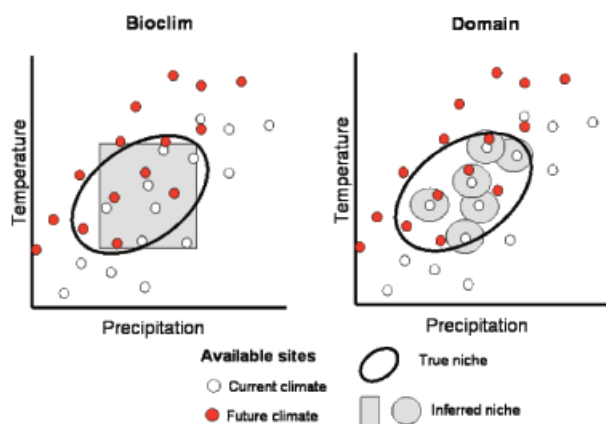 Bioclim
Domain
Temperature
Temperature
Precipitation
Precipitation
Available sites
Current climate
Future climate
True niche
Inferred niche